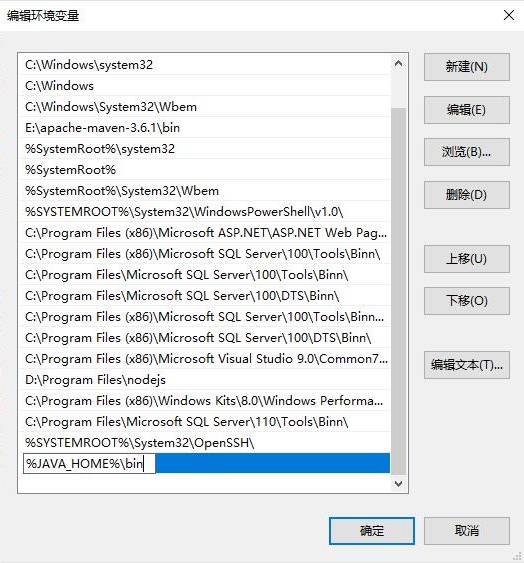 编辑环境变量
C:\Windows\system32
C:\Windows
C:\Windows\System32\Wbem
E:\apache-maven-3.6.1\bin
%SystemRoot%\system32
%SystemRoot%
%SystemRoot%\System32\Wbem
%SYSTEMROOT%\System32\WindowsPowerShell\v1.0\
C:\Program Files (x86)\Microsoft ASP.NET\ASP.NET Web Pag...
C:\Program Files (x86)\Microsoft SQL Server\100\Tools\Binn\
C:\Program Files\Microsoft SQL Server\100\Tools\Binn\
C:\Program Files\Microsoft SQL Server\100\DTS\Binn\
C:\Program Files (x86)\Microsoft SQL Server\100\Tools\Binn...
C:\Program Files (x86)\Microsoft SQL Server\100\DTS\Binn\
C:\Program Files (x86)\Microsoft Visual Studio 9.0\Common7...
D:\Program Files\nodejs
C:\Program Files (x86)\Windows Kits\8.0\Windows Performa...
C:\Program Files\Microsoft SQL Server\110\Tools\Binn\
%SYSTEMROOT%\System32\OpenSSH\
%JAVA_HOME%\bin
新建(N)
编辑(E)
浏览(B)...
删除(D)
上移(U)
下移(O)
编辑文本(T)...
确定
取消